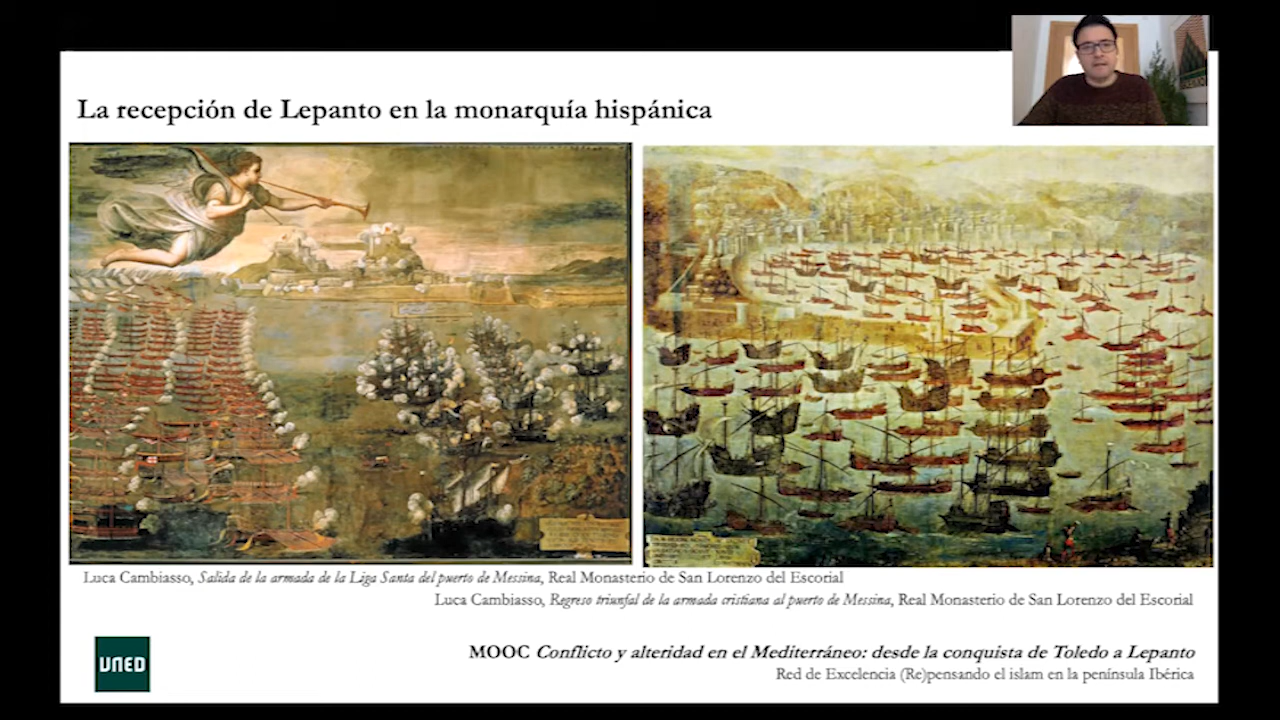 La recepción de Lepanto en la monarquía hispánica
Luca Cambiasso, Salida de la armada de la Liga Santa del puerto de Messina, Real Monasterio de San Lorenzo del Escorial
Luca Cambiasso, Regreso triunfal de la armada cristiana al puerto de Messina, Real Monasterio de San Lorenzo del Escorial
UNED
MOOC Conflicto y alteridad en el Mediterráneo: desde la conquista de Toledo a Lepanto
Red de Excelencia (Re)pensando el islam en la península Ibérica